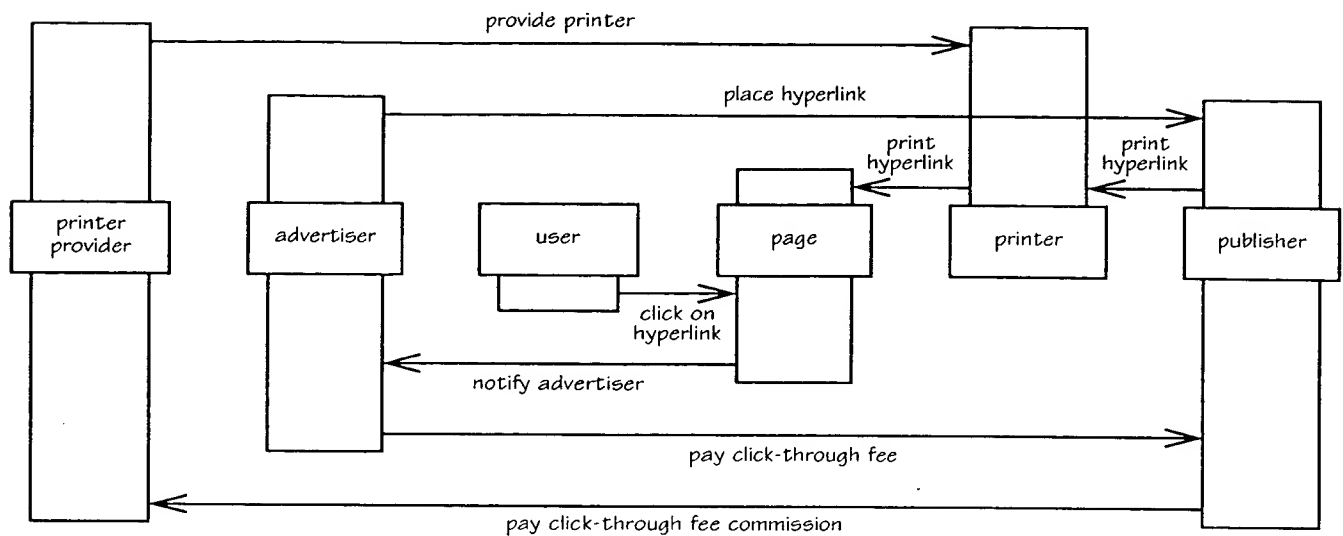 provide printer
place hyperlink
print
hyperlink
print
hyperlink
printer
provider
advertiser
user
page
printer
publisher
click on
hyperlink
notify advertiser
pay click-through fee
pay click-through fee commission